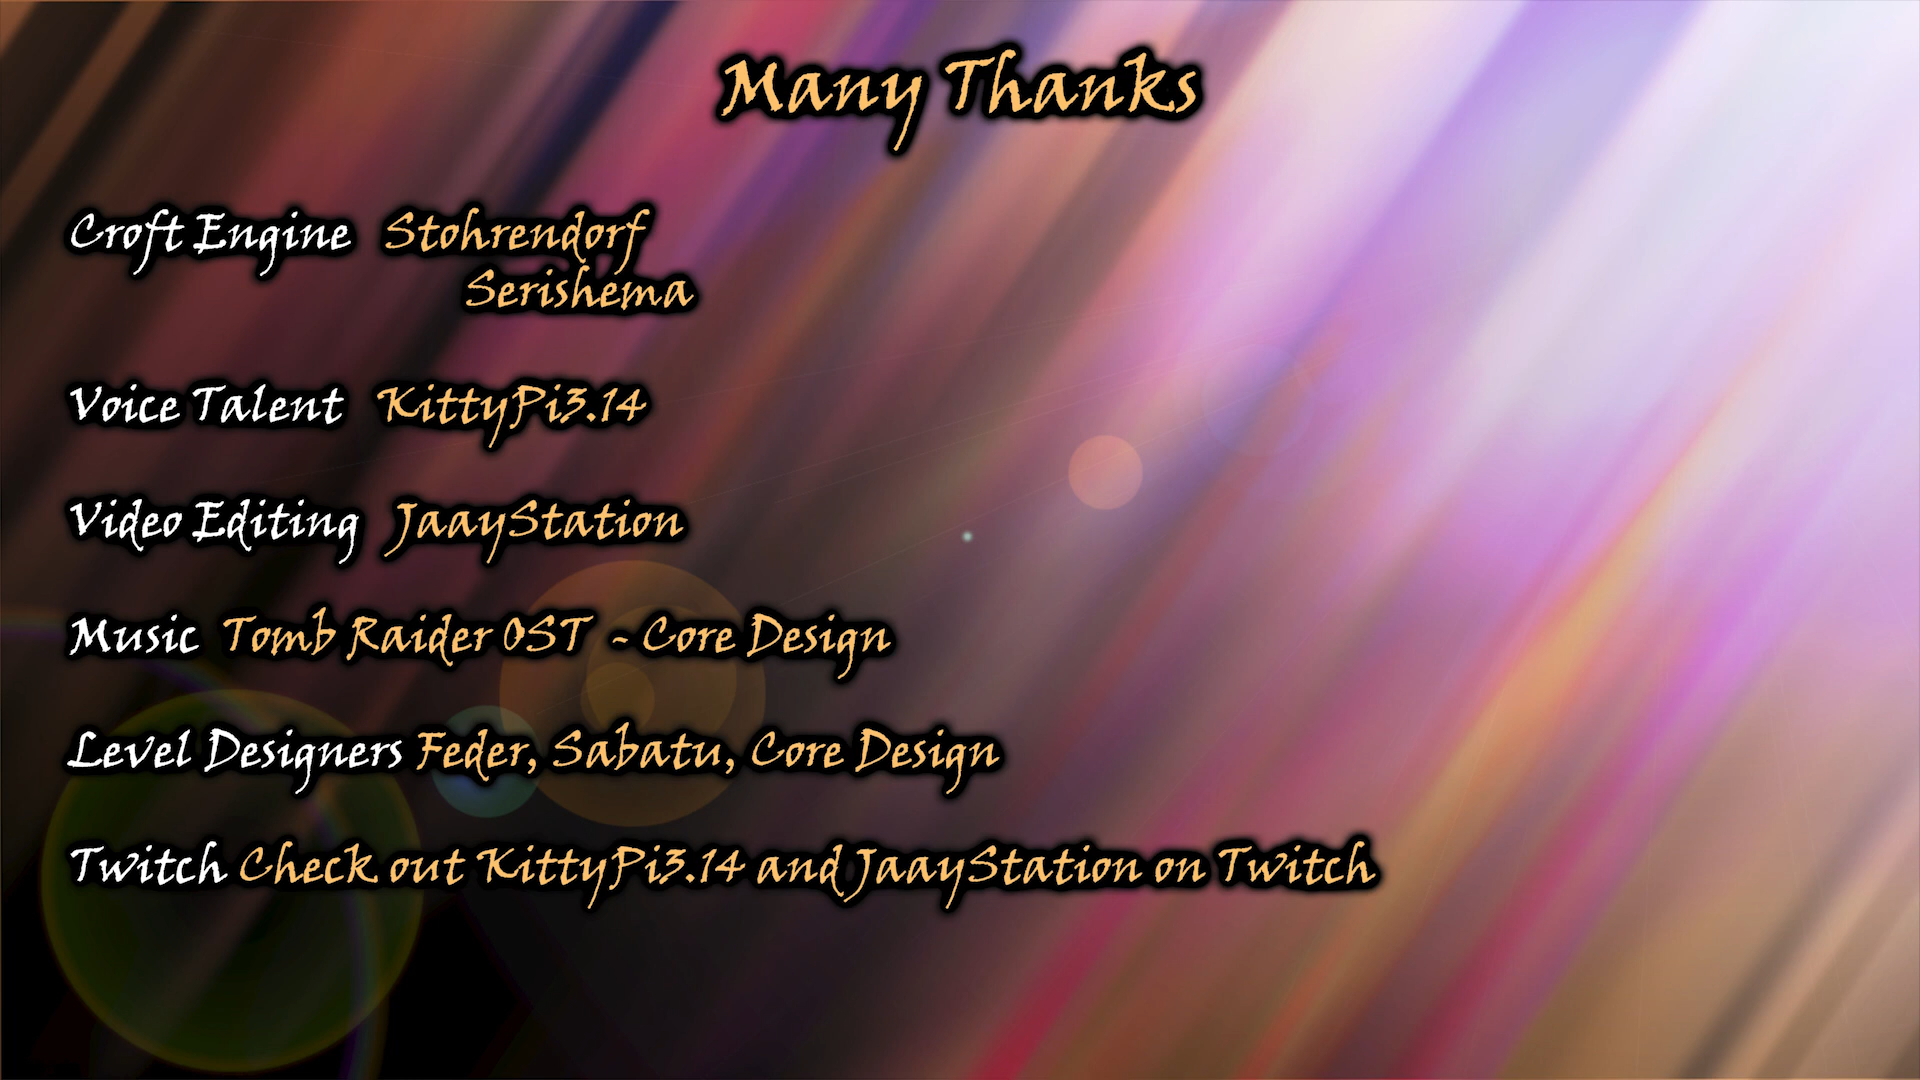 Many Thanks
Croft Engine Stohrendorf
Serishema
Voice Talent KittyPi3.14
Video Editing JaayStation
Music Tomb Raider OST - Core Design
Level Designers Feder, Sabatu, Core Design
Twitch Check out KittyPi3.14 and JaayStation on Twitch